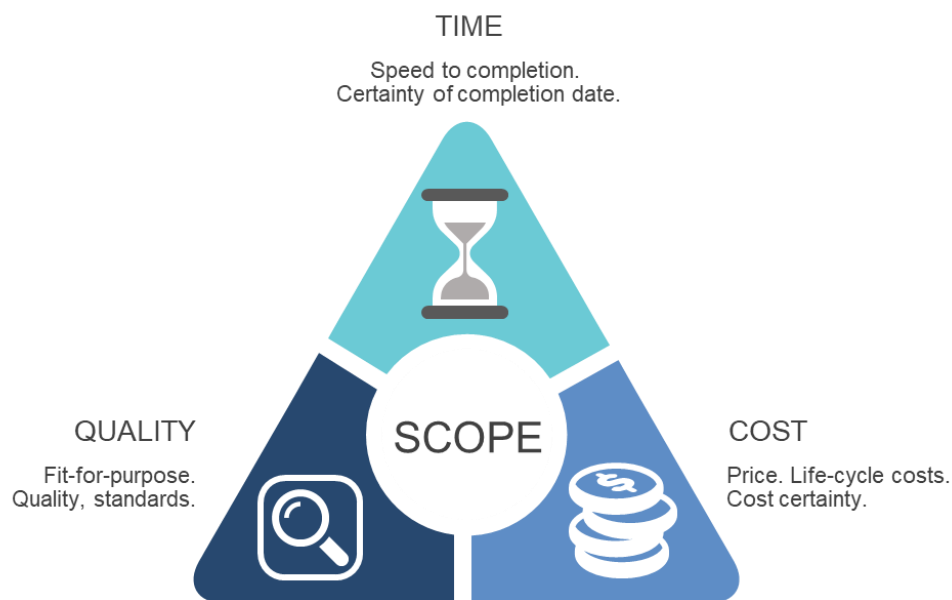 TIME
Speed to completion.
Certainty of completion date.
SCOPE
QUALITY
Fit-for-purpose.
Quality, standards.
COST
Price. Life-cycle costs.
Cost certainty.
$